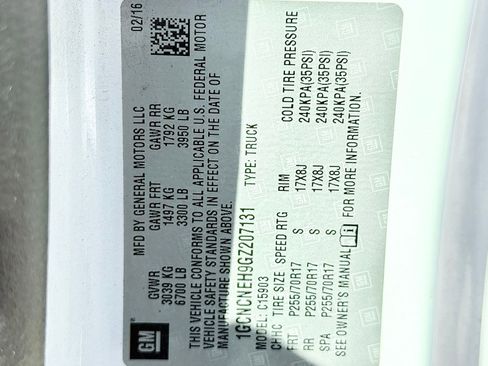 MFD BY GENERAL MOTORS LLC 02/16
GVWR GAWR FRT GAWR RR
3039 KG 1497 KG 1792 KG
6700 LB 3300 LB 3950 LB
THIS VEHICLE CONFORMS TO ALL APPLICABLE U.S. FEDERAL MOTOR
VEHICLE SAFETY STANDARDS IN EFFECT ON THE DATE OF
MANUFACTURE SHOWN ABOVE.
1GCNCNEH9GZ207131 TYPE: TRUCK
MODEL: C15903
CHHC TIRE SIZE SPEED RTG RIM COLD TIRE PRESSURE
FRT P255/70R17 S 17X8J 240KPA(35PSI)
RR P255/70R17 S 17X8J 240KPA(35PSI)
SPA P255/70R17 S 17X8J 240KPA(35PSI)
SEE OWNER'S MANUAL i FOR MORE INFORMATION.
GM